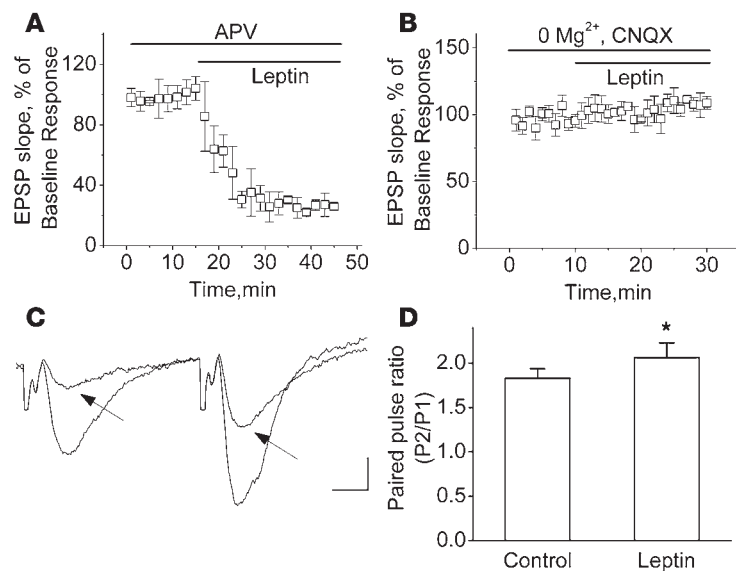 A
APV
Leptin
EPSP slope, % of
Baseline Response
120
80
40
0
0 10 20 30 40 50
Time,min
B
0 Mg²⁺, CNQX
Leptin
EPSP slope, % of
Baseline Response
150
100
50
0
0 10 20 30
Time,min
C
D
*
Paired pulse ratio
(P2/P1)
2.0
1.5
1.0
0.5
0.0
Control Leptin